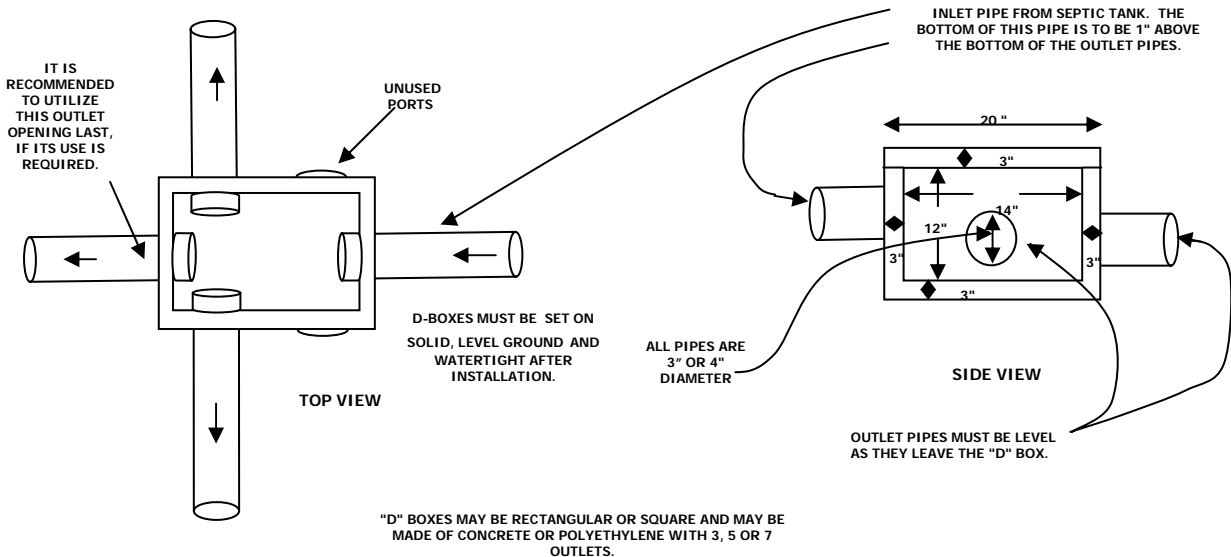 IT IS
RECOMMENDED
TO UTILIZE
THIS OUTLET
OPENING LAST,
IF ITS USE IS
REQUIRED.
UNUSED
PORTS
INLET PIPE FROM SEPTIC TANK. THE
BOTTOM OF THIS PIPE IS TO BE 1" ABOVE
THE BOTTOM OF THE OUTLET PIPES.
20 "
3"
14"
12"
3"
3"
3"
D-BOXES MUST BE SET ON
SOLID, LEVEL GROUND AND
WATERTIGHT AFTER
INSTALLATION.
TOP VIEW
ALL PIPES ARE
3” OR 4"
DIAMETER
SIDE VIEW
OUTLET PIPES MUST BE LEVEL
AS THEY LEAVE THE "D" BOX.
"D" BOXES MAY BE RECTANGULAR OR SQUARE AND MAY BE
MADE OF CONCRETE OR POLYETHYLENE WITH 3, 5 OR 7
OUTLETS.